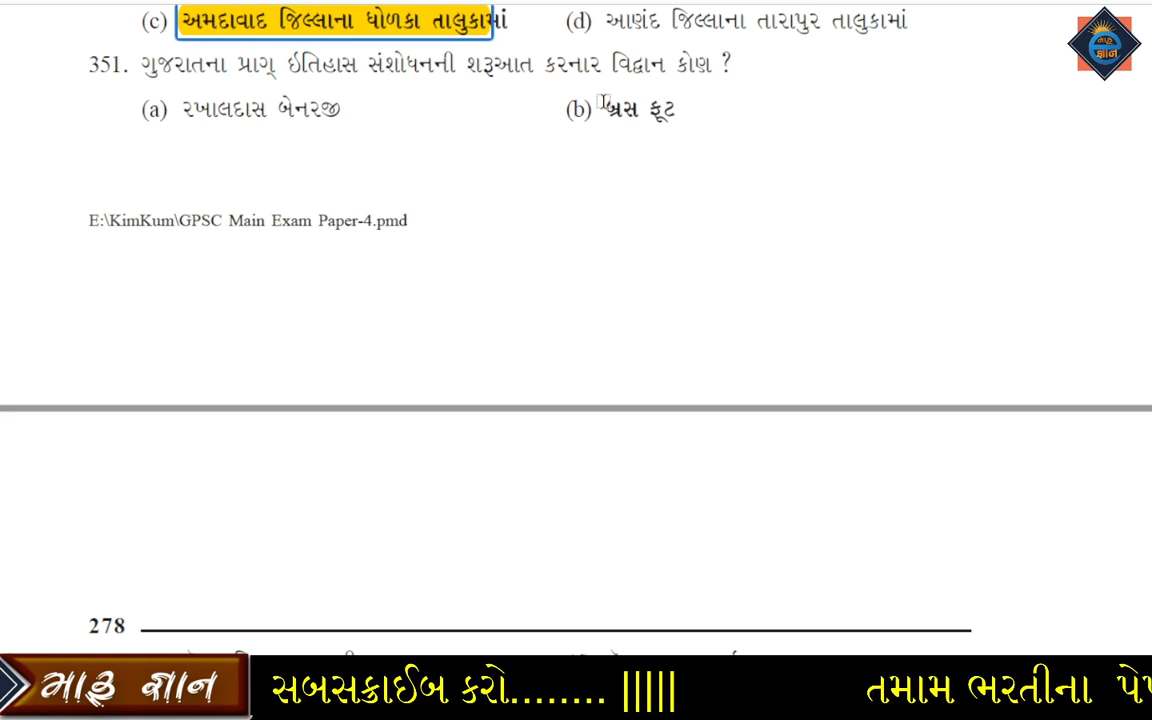 (c) અમદાવાદ જિલ્લાના ધોળકા તાલુકામાં (d) આણંદ જિલ્લાના તારાપુર તાલુકામાં
351. ગુજરાતના પ્રાગ્ ઇતિહાસ સંશોધનની શરૂઆત કરનાર વિદ્વાન કોણ ?
(a) રખાલદાસ બેનરજી (b) બ્રસ ફૂટ
E:\KimKum\GPSC Main Exam Paper-4.pmd
278
મારૂ જ્ઞાન
સબસક્રાઈબ કરો........ ||||| તમામ ભરતીના
મારૂ
e
જ્ઞાન